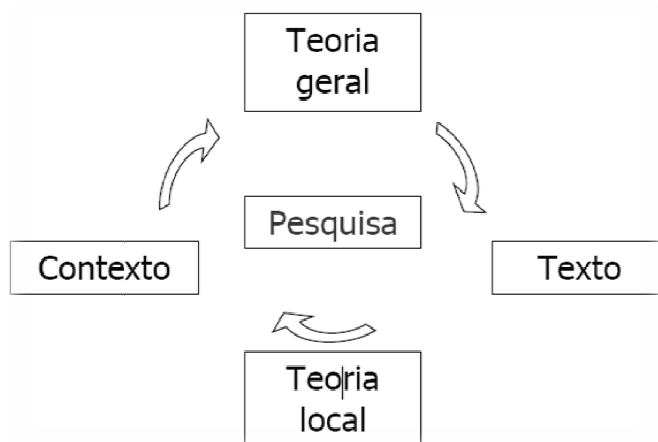 Teoria
geral
Pesquisa
Contexto
Texto
Teoria
local